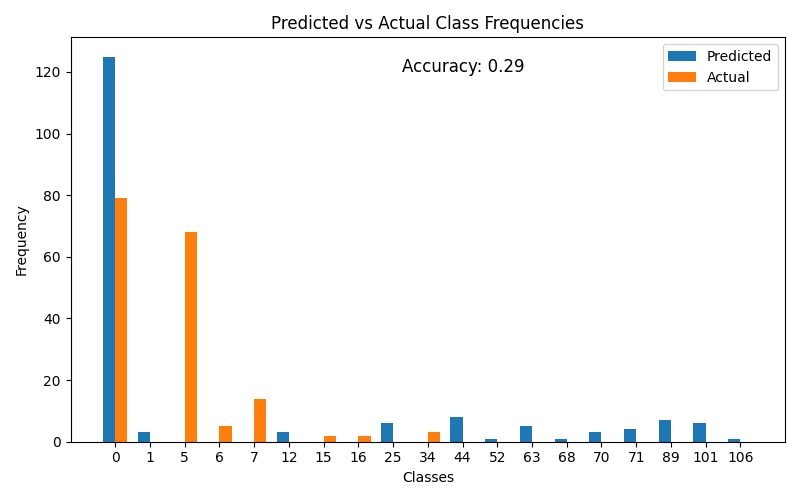 Predicted vs Actual Class Frequencies
Accuracy: 0.29
Predicted
Actual
120
100
80
60
40
20
0
Frequency
0 1 5 6 7 12 15 16 25 34 44 52 63 68 70 71 89 101 106
Classes